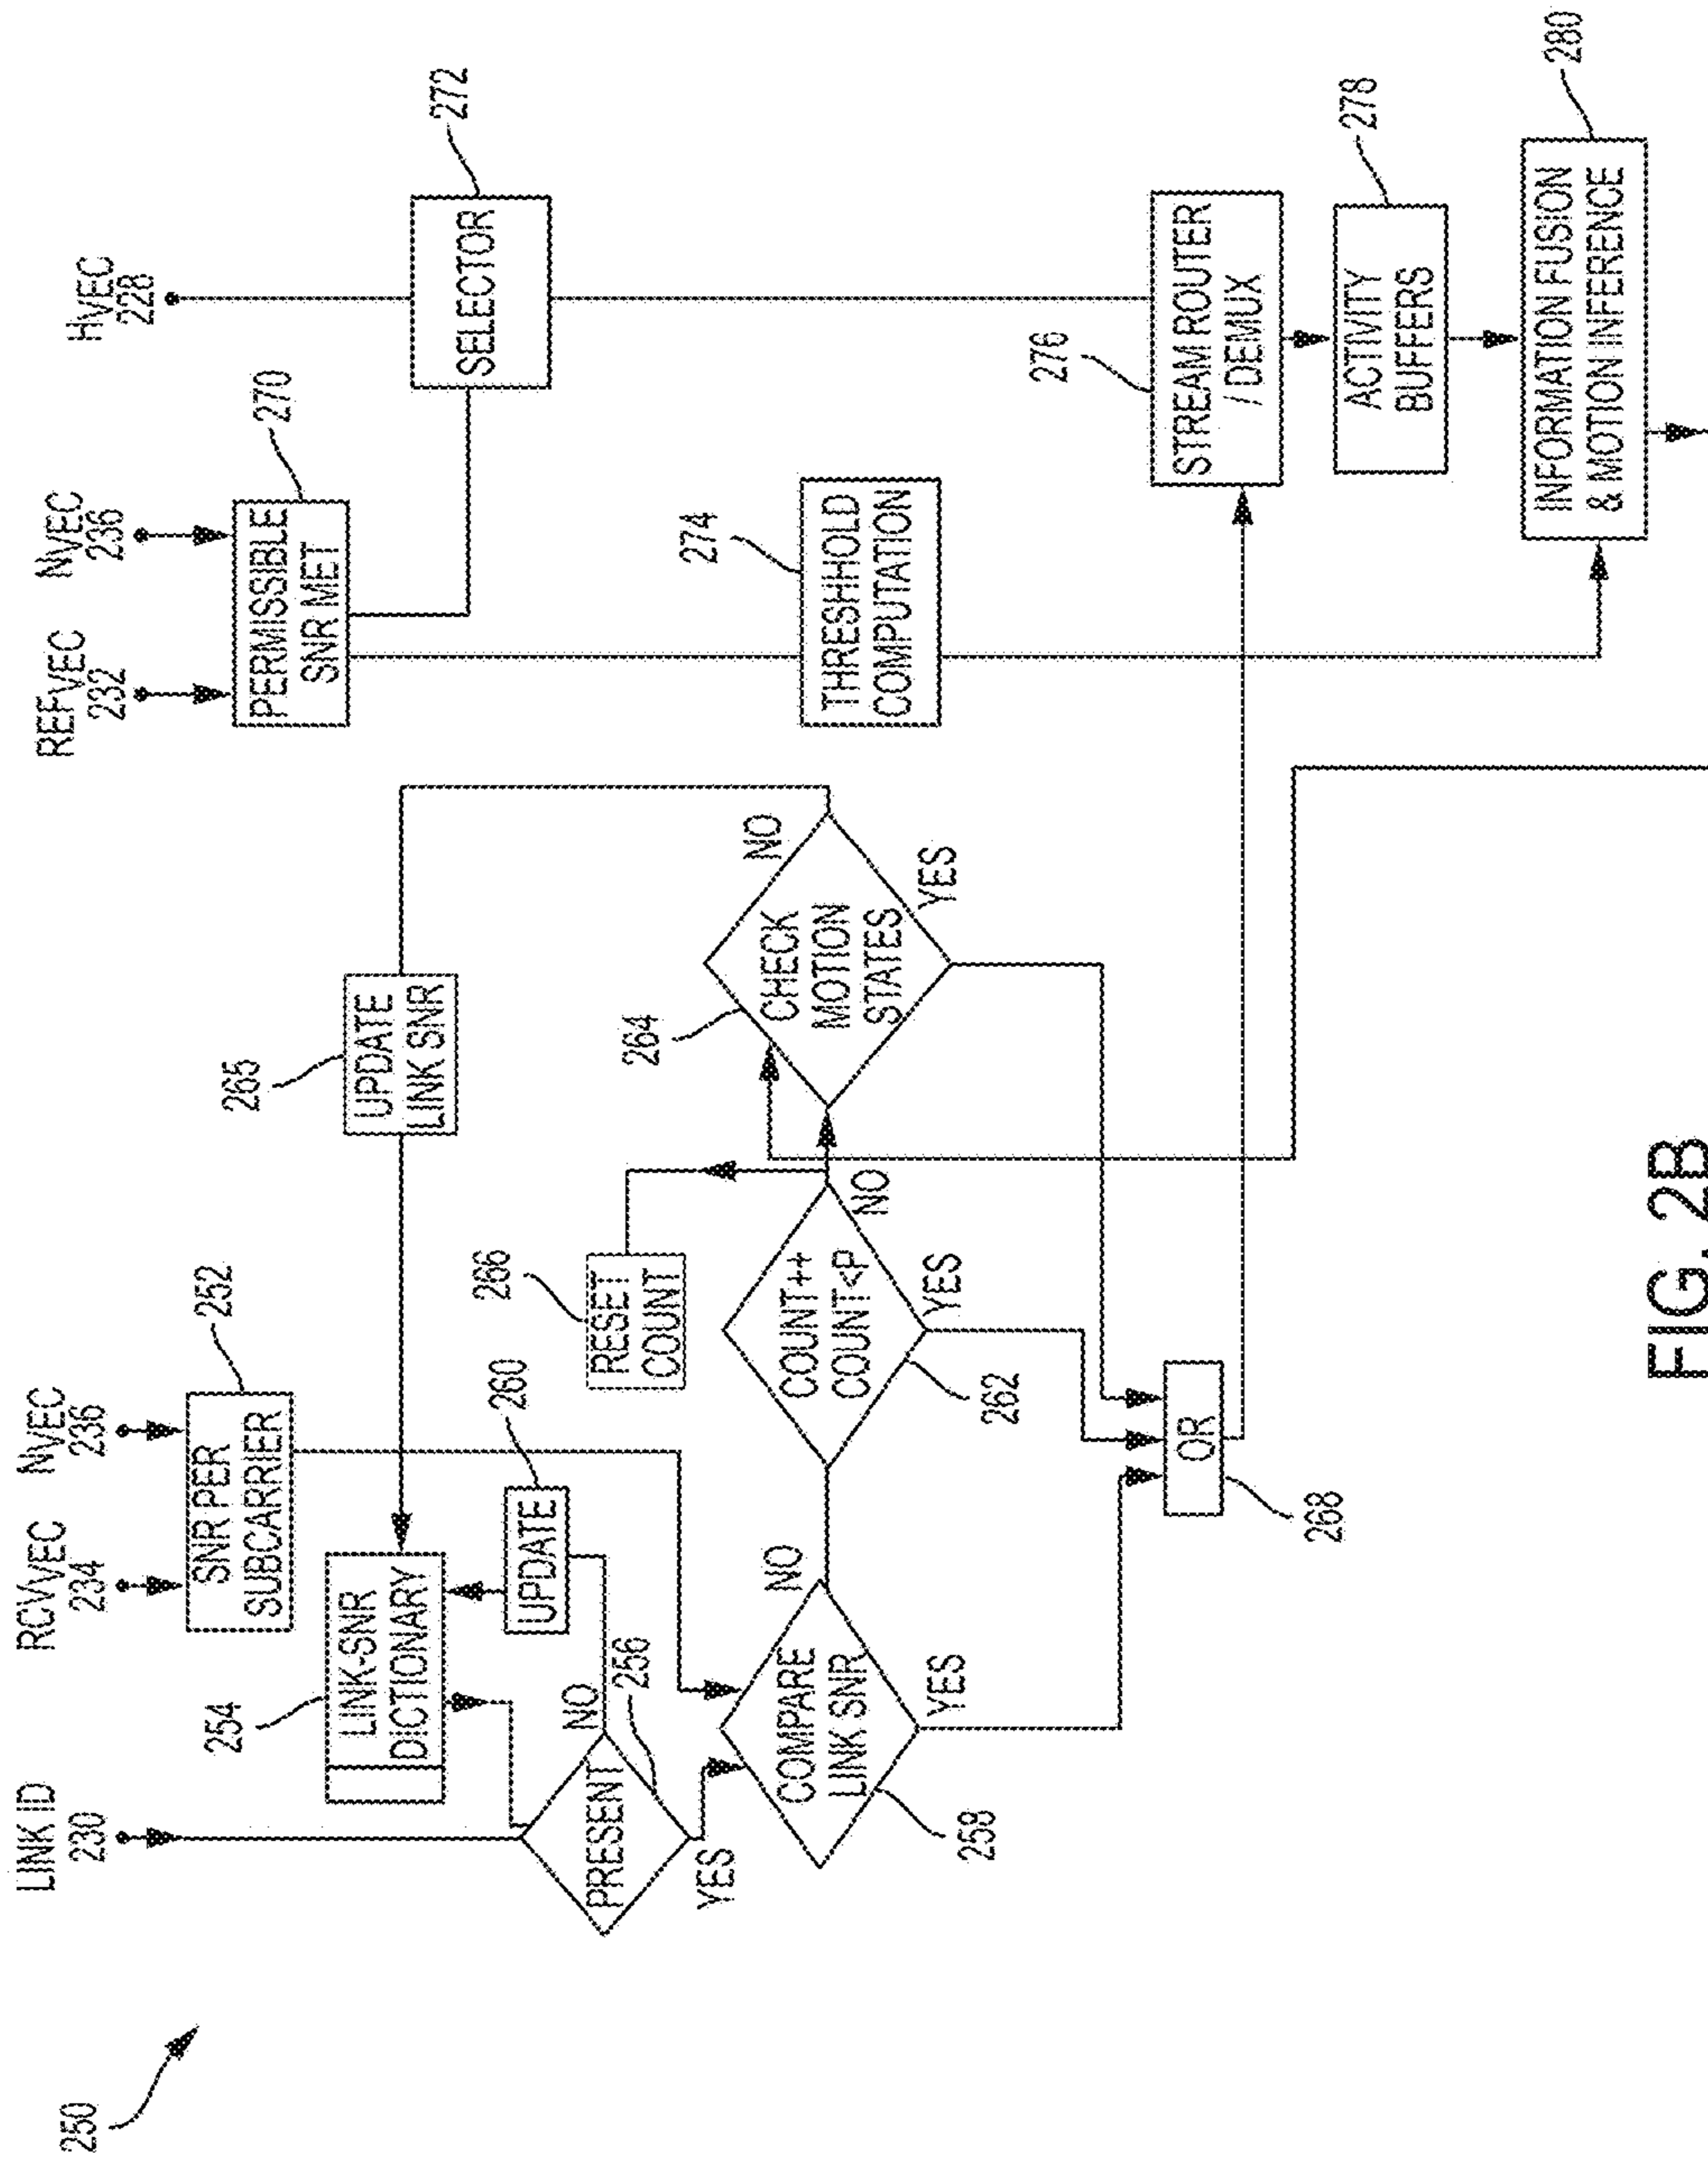 250
LINK ID
230
RCVVEC
234
NVEC
236
REFVEC
232
NVEC
236
HVEC
228
SNR PER
SUBCARRIER
252
PERMISSIBLE
SNR MET
270
SELECTOR
272
254
LINK-SNR
DICTIONARY
265
UPDATE
LINK SNR
UPDATE
260
PRESENT
256
NO
YES
RESET
COUNT
266
COMPARE
LINK SNR
258
NO
YES
COUNT++
COUNT<P
262
NO
YES
264
CHECK
MOTION
STATES
NO
YES
274
THRESHHOLD
COMPUTATION
OR
268
276
STREAM ROUTER
/ DEMUX
ACTIVITY
BUFFERS
278
INFORMATION FUSION
& MOTION INFERENCE
280
FIG. 2B